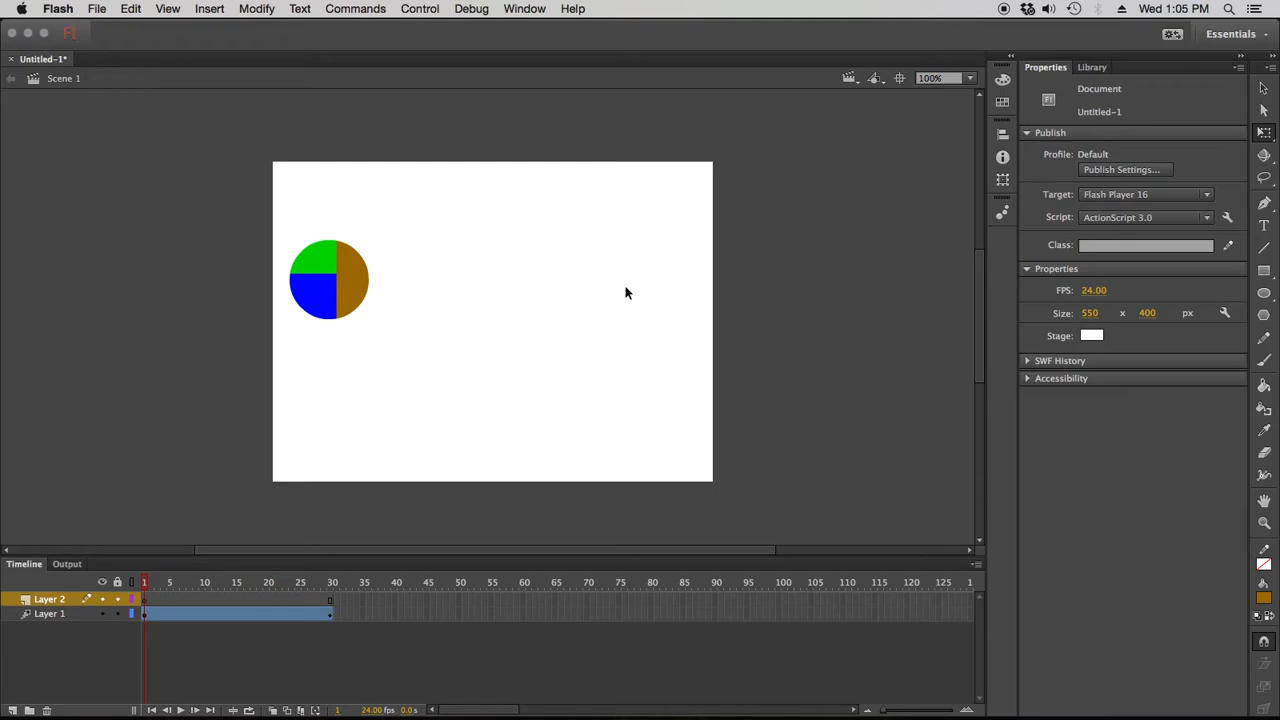 Flash File Edit View Insert Modify Text Commands Control Debug Window Help Wed 1:05 PM
Fl Essentials
× Untitled-1*
Scene 1 100%
Properties Library
Document
Fl
Untitled-1
Publish
Profile: Default
Publish Settings...
Target: Flash Player 16
Script: ActionScript 3.0
Class:
Properties
FPS: 24.00
Size: 550 x 400 px
Stage:
SWF History
Accessibility
Timeline Output
1 5 10 15 20 25 30 35 40 45 50 55 60 65 70 75 80 85 90 95 100 105 110 115 120 125 1
Layer 2
Layer 1
1 24.00 fps 0.0 s